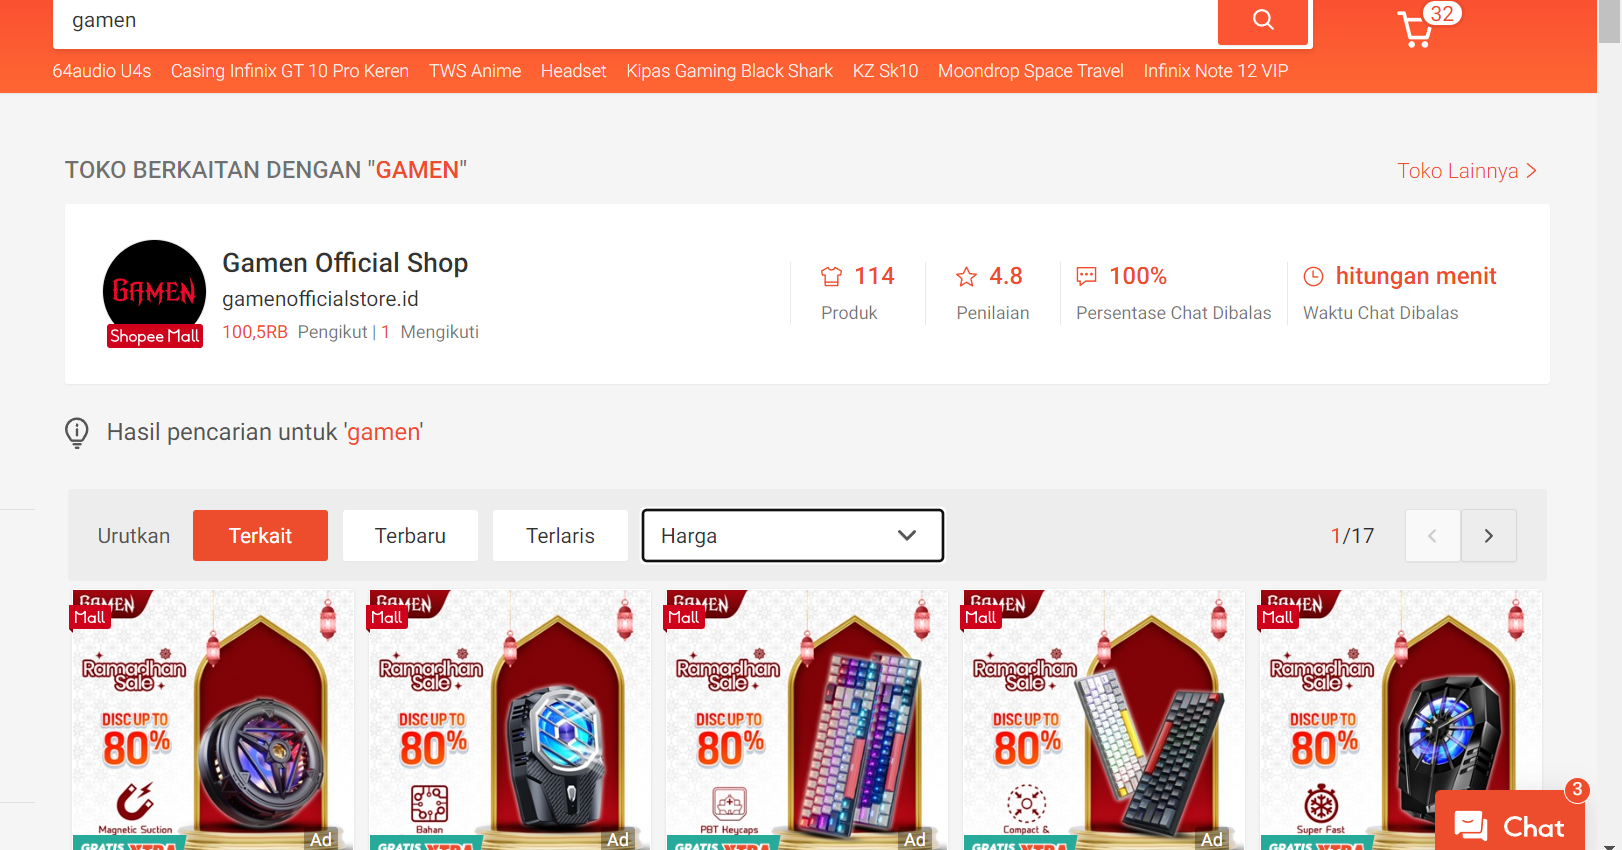 gamen
32
64audio U4s Casing Infinix GT 10 Pro Keren TWS Anime Headset Kipas Gaming Black Shark KZ Sk10 Moondrop Space Travel Infinix Note 12 VIP
TOKO BERKAITAN DENGAN "GAMEN"
Toko Lainnya >
GAMEN
Shopee Mall
Gamen Official Shop
gamenofficialstore.id
100,5RB Pengikut | 1 Mengikuti
114
Produk
4.8
Penilaian
100%
Persentase Chat Dibalas
hitungan menit
Waktu Chat Dibalas
Hasil pencarian untuk 'gamen'
Urutkan
Terkait
Terbaru
Terlaris
Harga
1/17
GAMEN
Mall
Ramadhan
Sale
DISC UP TO
80%
Magnetic Suction
Ad
GRATIS XTRA
GAMEN
Mall
Ramadhan
Sale
DISC UP TO
80%
Bahan
Ad
GRATIS XTRA
GAMEN
Mall
Ramadhan
Sale
DISC UP TO
80%
PBT Keycaps
Ad
GRATIS XTRA
GAMEN
Mall
Ramadhan
Sale
DISC UP TO
80%
Compact &
Ad
GRATIS XTRA
GAMEN
Mall
Ramadhan
Sale
DISC UP TO
80%
Super Fast
GRATIS XTRA
Chat
3